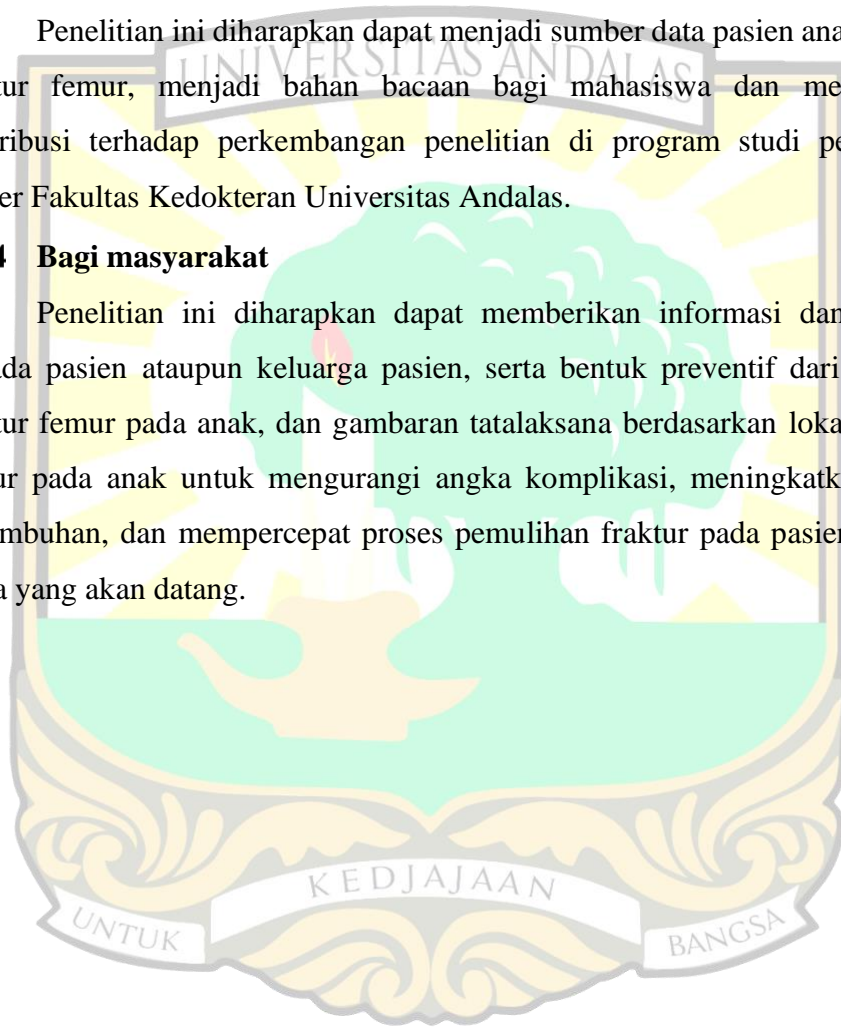 Penelitian ini diharapkan dapat menjadi sumber data pasien ana
tur femur, menjadi bahan bacaan bagi mahasiswa dan me
ribusi terhadap perkembangan penelitian di program studi pe
er Fakultas Kedokteran Universitas Andalas.
4 Bagi masyarakat
Penelitian ini diharapkan dapat memberikan informasi dan
ada pasien ataupun keluarga pasien, serta bentuk preventif dari
tur femur pada anak, dan gambaran tatalaksana berdasarkan loka
ur pada anak untuk mengurangi angka komplikasi, meningkatk
mbuhan, dan mempercepat proses pemulihan fraktur pada pasien
a yang akan datang.
UNIVERSITAS ANDALAS
UNTUK KEDJAJAAN BANGSA